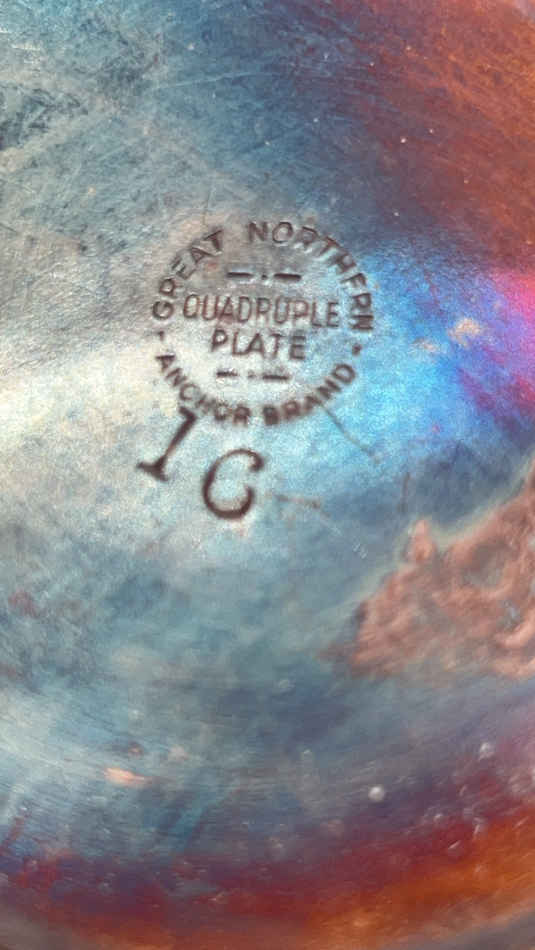 GREAT NORTHERN
QUADRUPLE
PLATE
ANCHOR BRAND
1C